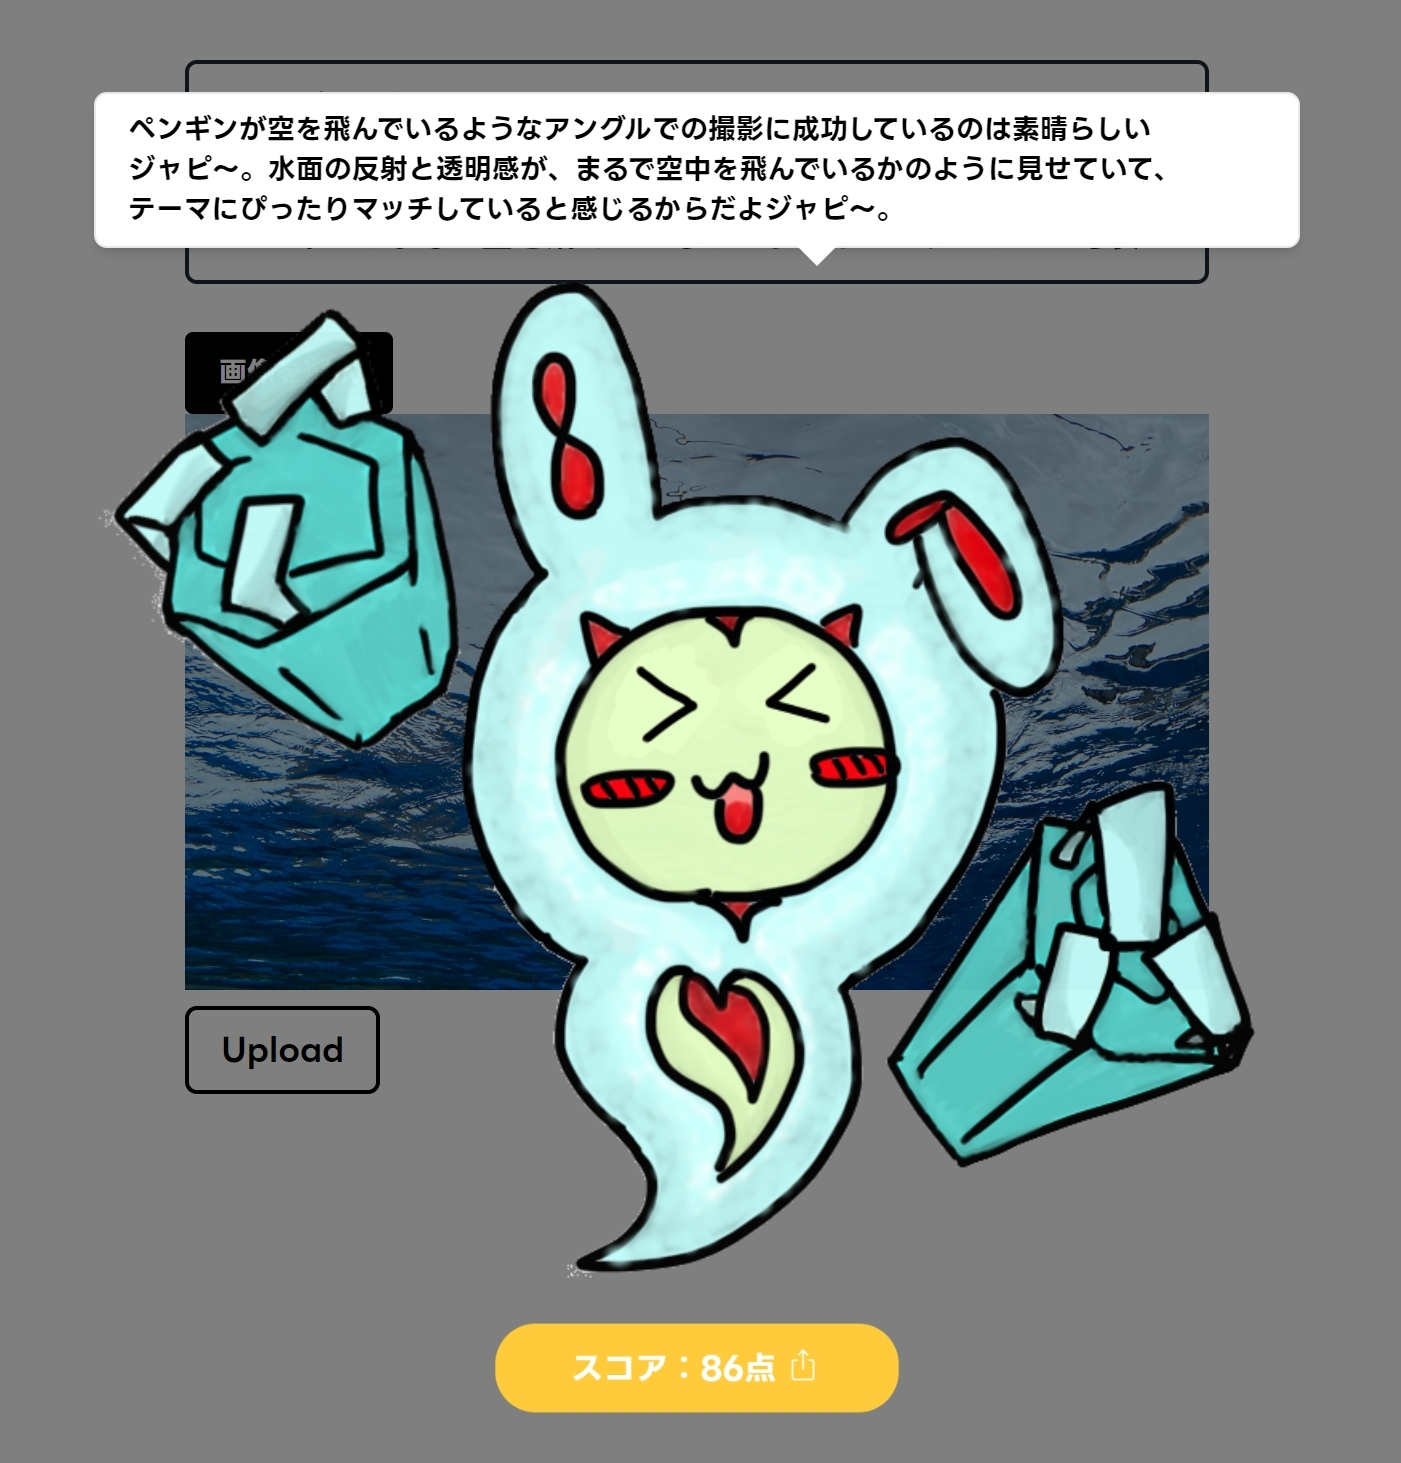 ペンギンが空を飛んでいるようなアングルでの撮影に成功しているのは素晴らしい
ジャピ〜。水面の反射と透明感が、まるで空中を飛んでいるかのように見せていて、
テーマにぴったりマッチしていると感じるからだよジャピ〜。
画像
Upload
スコア：86点